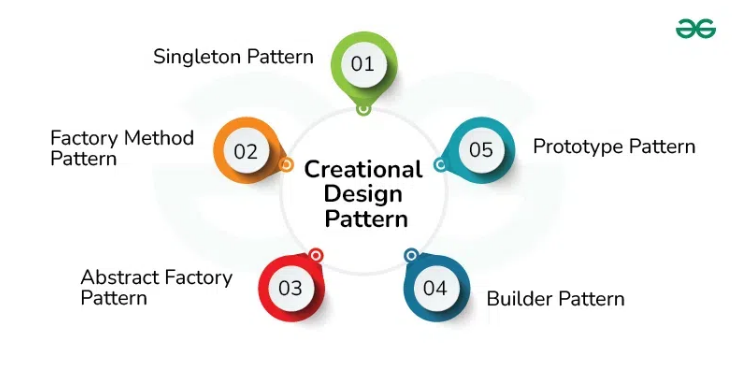 Singleton Pattern
01
Factory Method
Pattern
02
Abstract Factory
Pattern
03
04
Builder Pattern
05
Prototype Pattern
Creational
Design
Pattern